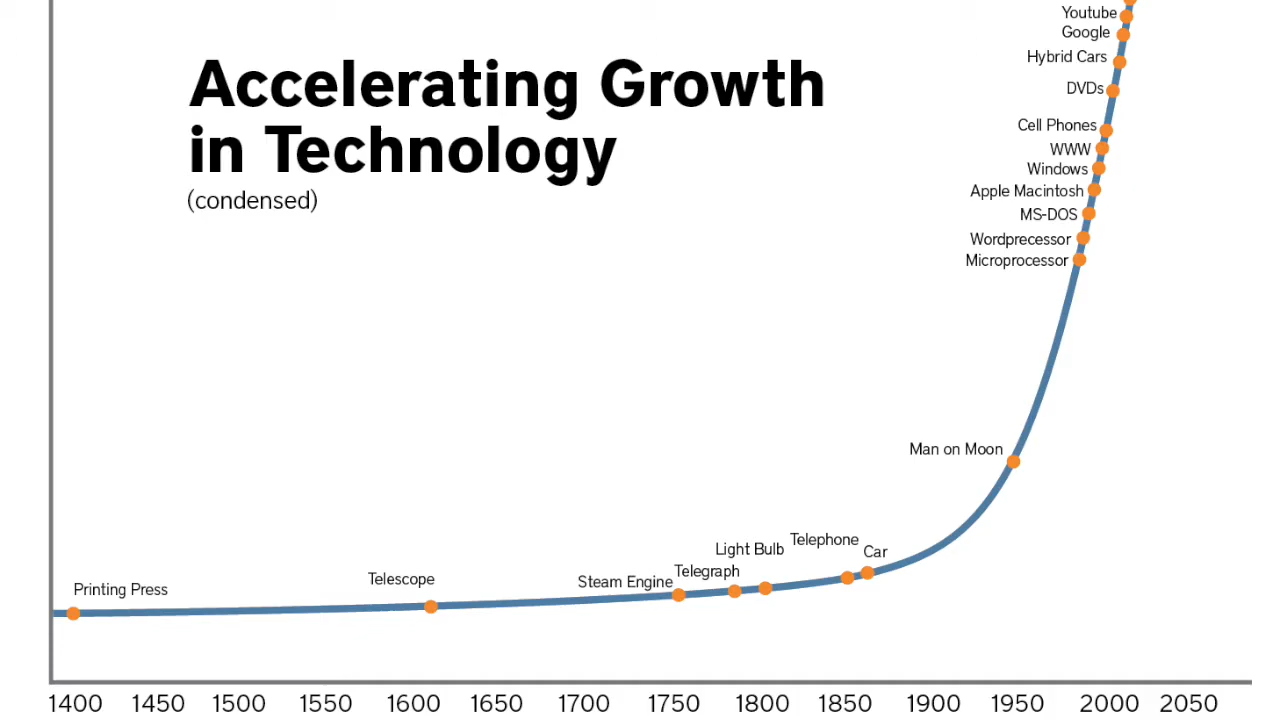 Youtube
Google
Hybrid Cars
DVDs
Cell Phones
WWW
Windows
Apple Macintosh
MS-DOS
Wordprecessor
Microprocessor
Accelerating Growth
in Technology
(condensed)
Man on Moon
Telephone
Car
Light Bulb
Telegraph
Steam Engine
Telescope
Printing Press
1400 1450 1500 1550 1600 1650 1700 1750 1800 1850 1900 1950 2000 2050